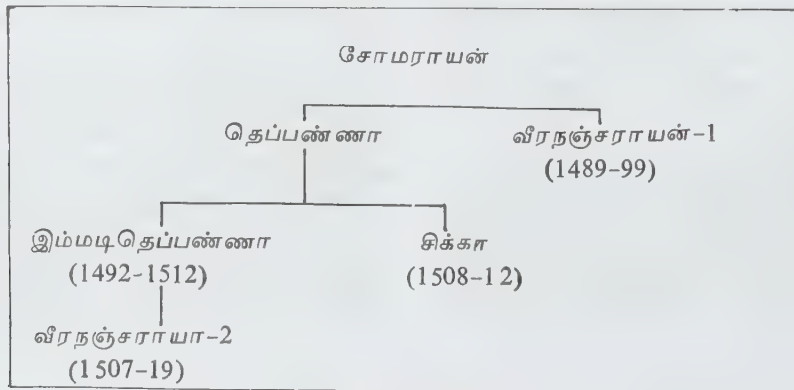 சோமராயன்
தெப்பண்ணா வீரநஞ்சராயன்-1
(1489-99)
இம்மடிதெப்பண்ணா சிக்கா
(1492-1512) (1508-12)
வீரநஞ்சராயா-2
(1507-19)